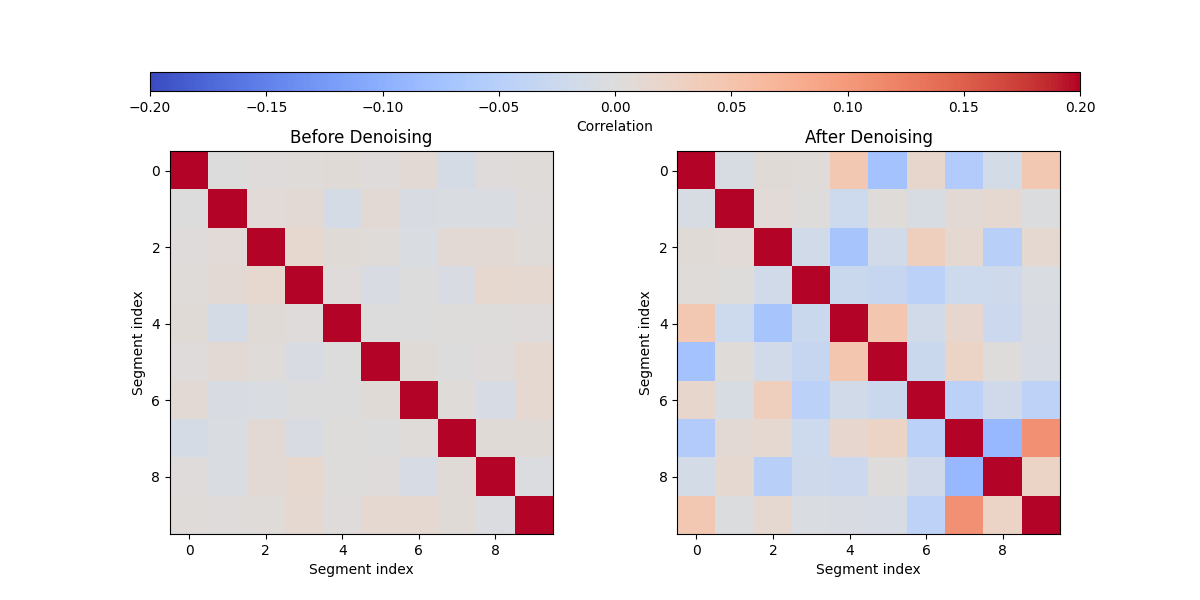 −0.20 −0.15 −0.10 −0.05 0.00 0.05 0.10 0.15 0.20
Correlation
Before Denoising
0
2
4
6
8
Segment index
0 2 4 6 8
Segment index
After Denoising
0
2
4
6
8
Segment index
0 2 4 6 8
Segment index